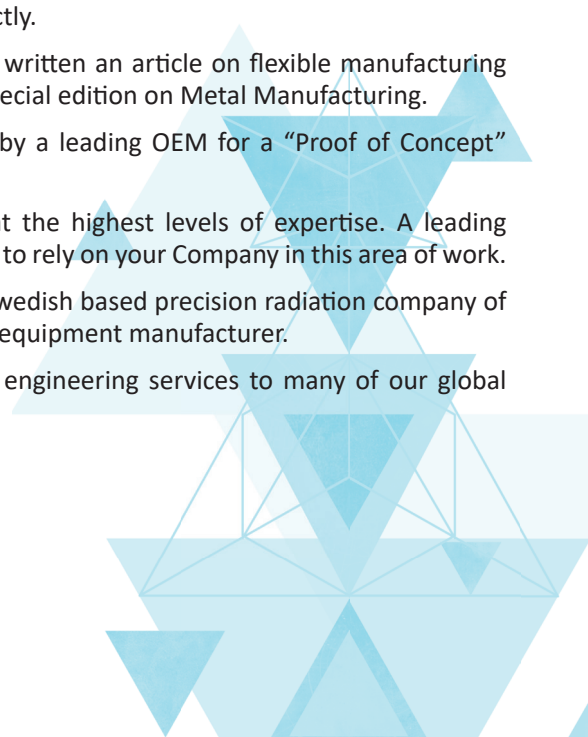 ctly.
written an article on flexible manufacturing
ecial edition on Metal Manufacturing.
by a leading OEM for a “Proof of Concept”
t the highest levels of expertise. A leading
to rely on your Company in this area of work.
wedish based precision radiation company of
equipment manufacturer.
engineering services to many of our global